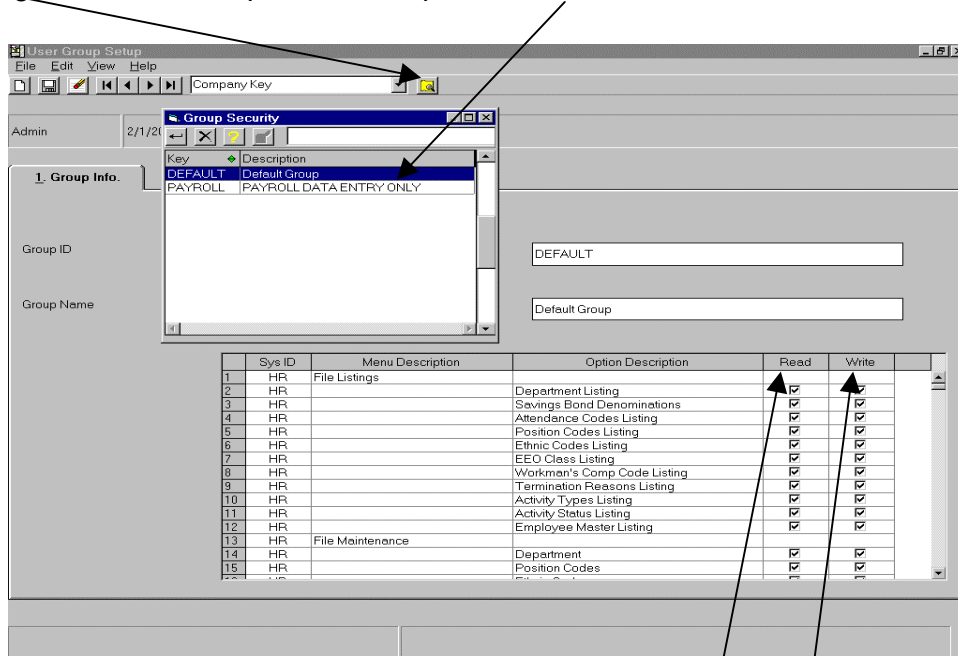 User Group Setup
File Edit View Help
Company Key
Group Security
Admin 2/1/20
Key Description
1. Group Info.
DEFAULT Default Group
PAYROLL PAYROLL DATA ENTRY ONLY
Group ID DEFAULT
Group Name Default Group
Sys ID Menu Description Option Description Read Write
1 HR File Listings
2 HR Department Listing
3 HR Savings Bond Denominations
4 HR Attendance Codes Listing
5 HR Position Codes Listing
6 HR Ethnic Codes Listing
7 HR EEO Class Listing
8 HR Workman's Comp Code Listing
9 HR Termination Reasons Listing
10 HR Activity Types Listing
11 HR Activity Status Listing
12 HR Employee Master Listing
13 HR File Maintenance
14 HR Department
15 HR Position Codes